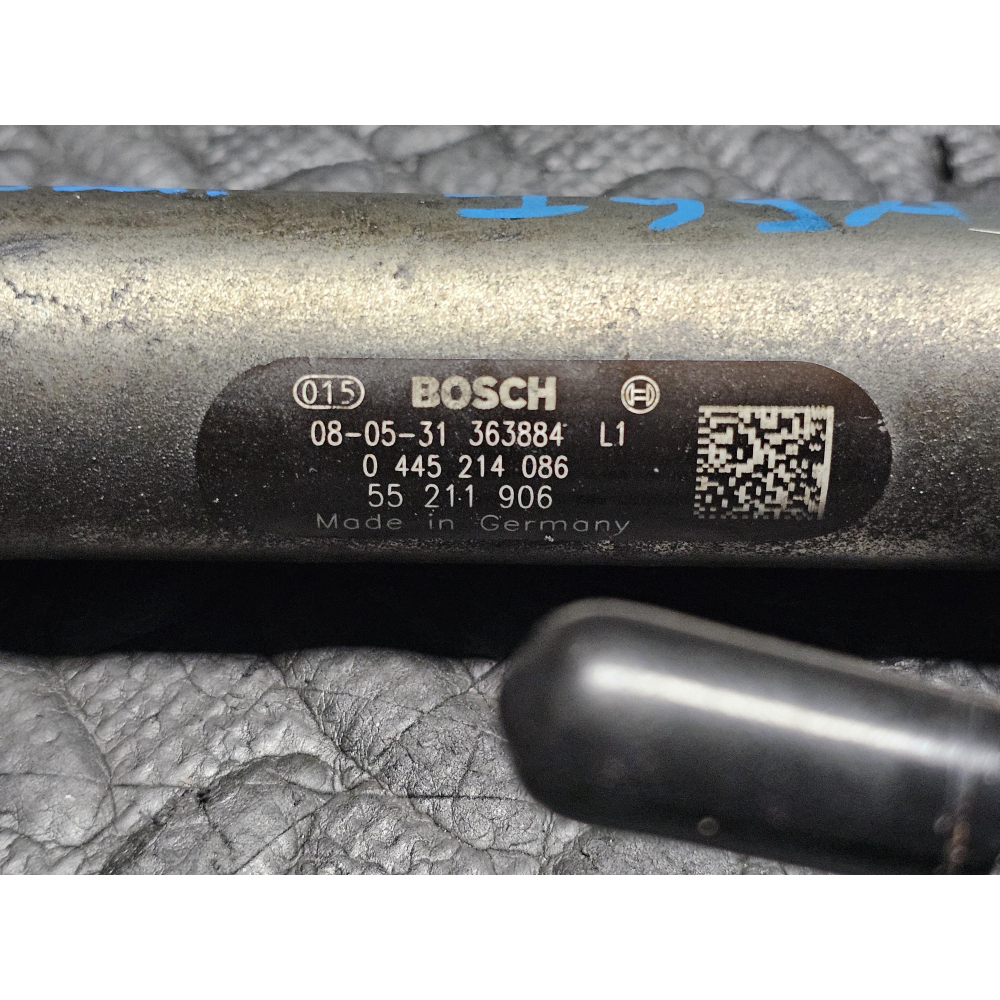 015 BOSCH
08-05-31 363884 L1
0 445 214 086
55 211 906
Made in Germany